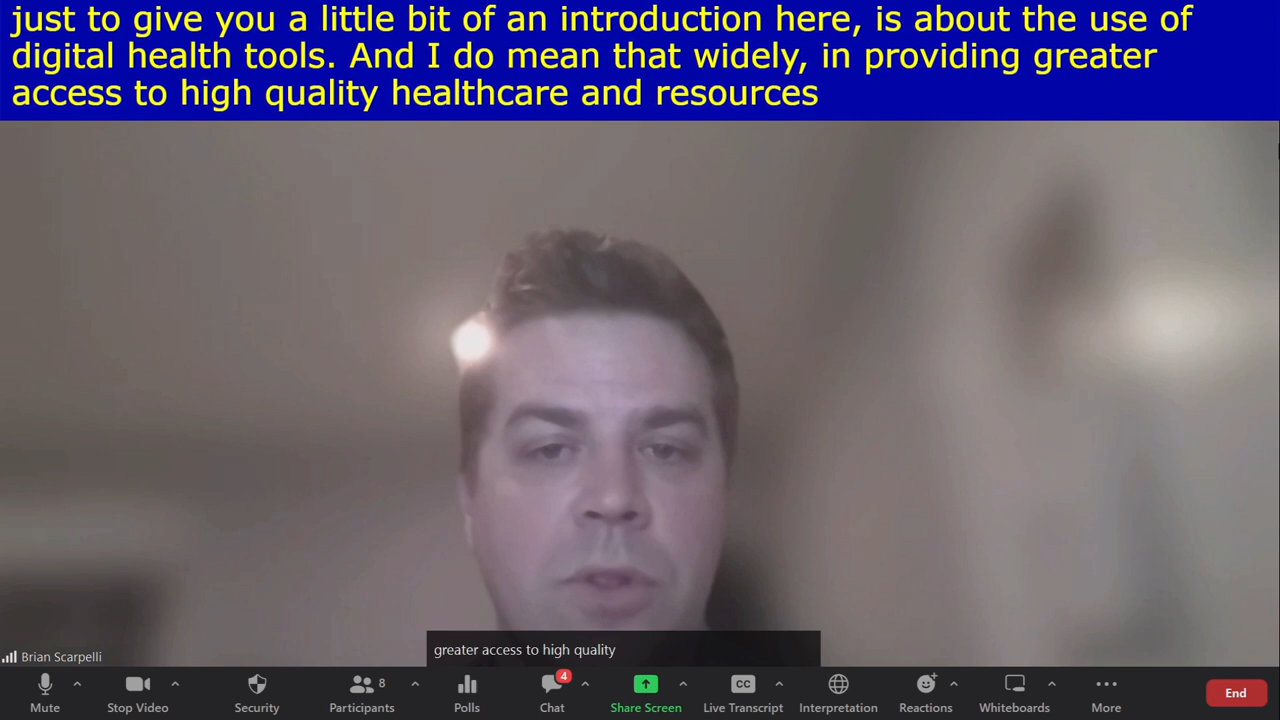 just to give you a little bit of an introduction here, is about the use of
digital health tools. And I do mean that widely, in providing greater
access to high quality healthcare and resources
greater access to high quality
Brian Scarpelli
8
4
CC
Mute
Stop Video
Security
Participants
Polls
Chat
Share Screen
Live Transcript
Interpretation
Reactions
Whiteboards
More
End